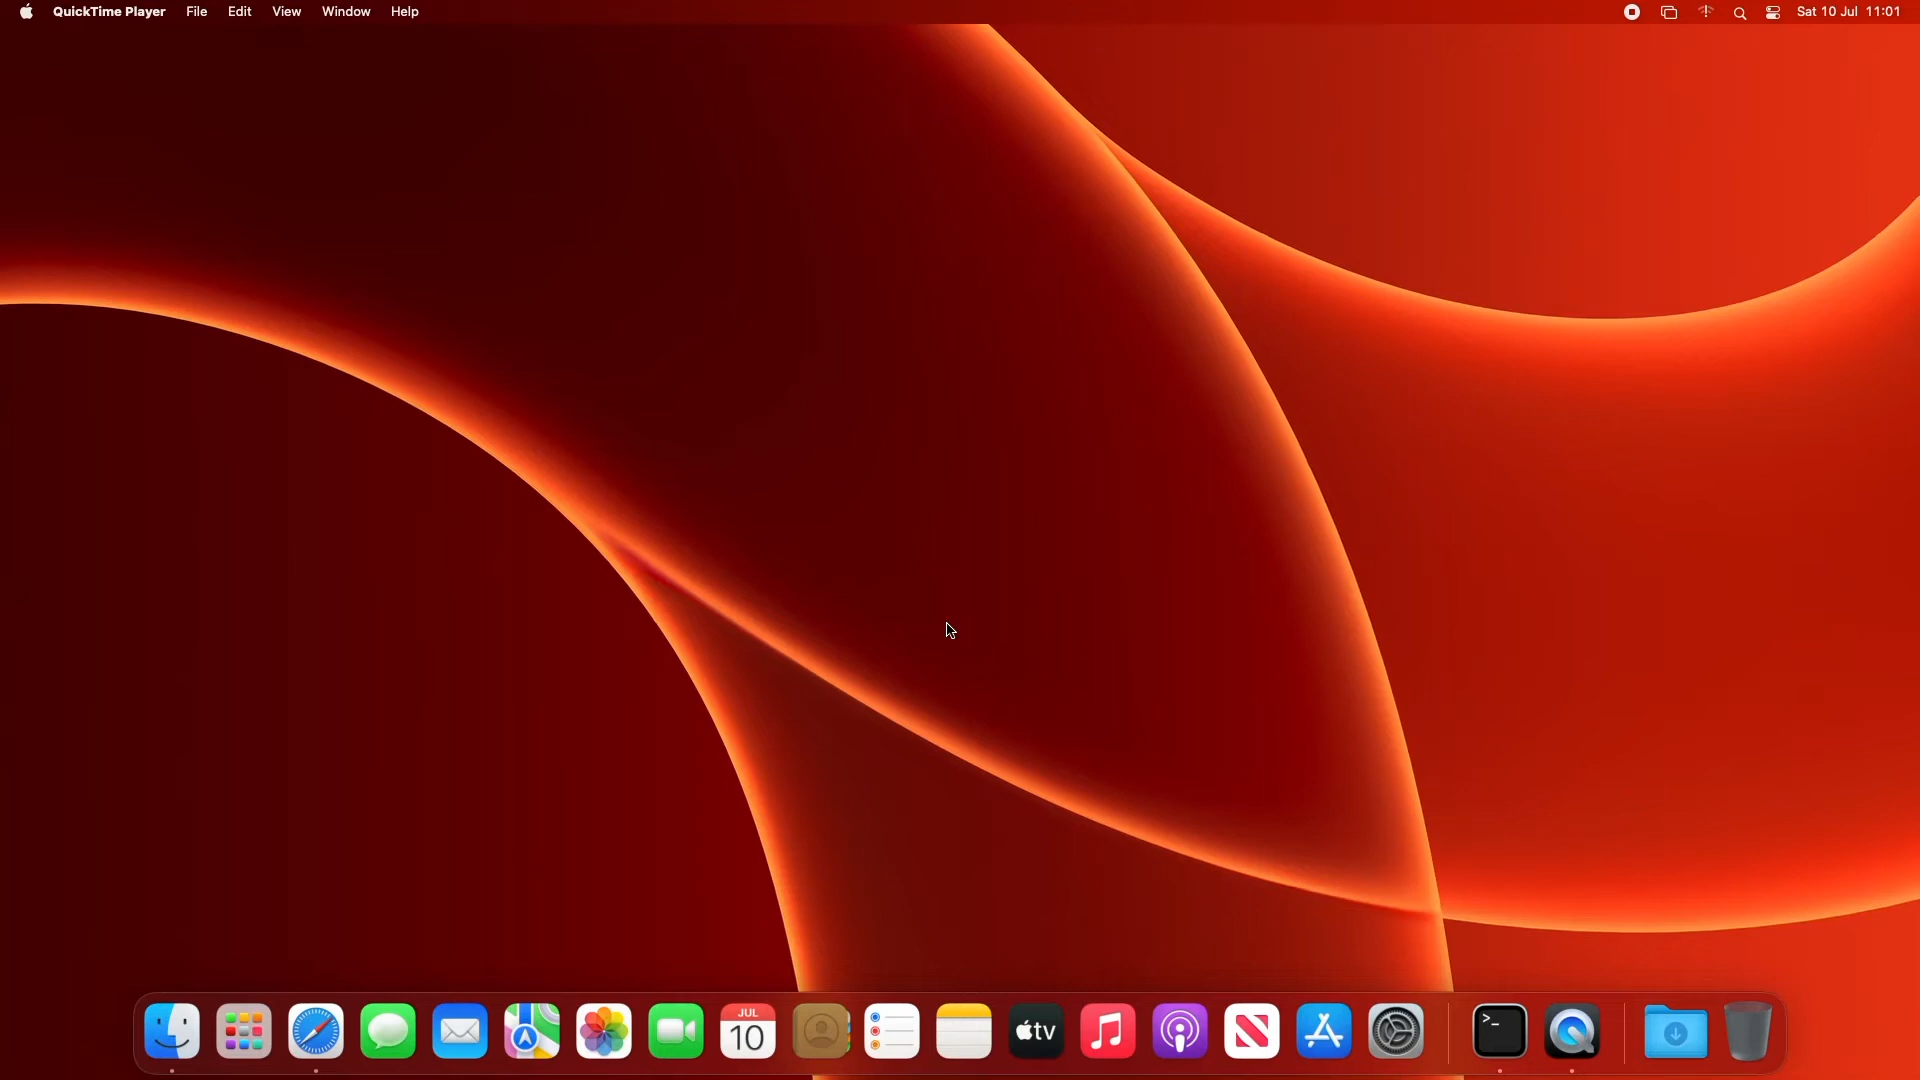 QuickTime Player File Edit View Window Help Sat 10 Jul 11:01
JUL
10
tv
>_